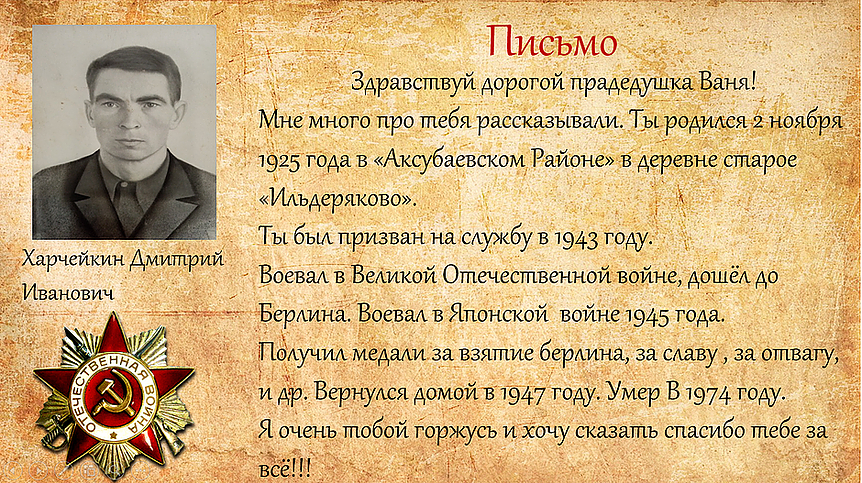 Письмо
Здравствуй дорогой прадедушка Ваня!
Мне много про тебя рассказывали. Ты родился 2 ноября
1925 года в «Аксубаевском Районе» в деревне старое
«Ильдеряково».
Ты был призван на службу в 1943 году.
Воевал в Великой Отечественной войне, дошёл до
Берлина. Воевал в Японской  войне 1945 года.
Получил медали за взятие берлина, за славу , за отвагу,
и др. Вернулся домой в 1947 году. Умер В 1974 году.
Я очень тобой горжусь и хочу сказать спасибо тебе за
всё!!!
Харчейкин Дмитрий
Иванович
ОТЕЧЕСТВЕННАЯ ВОЙНА